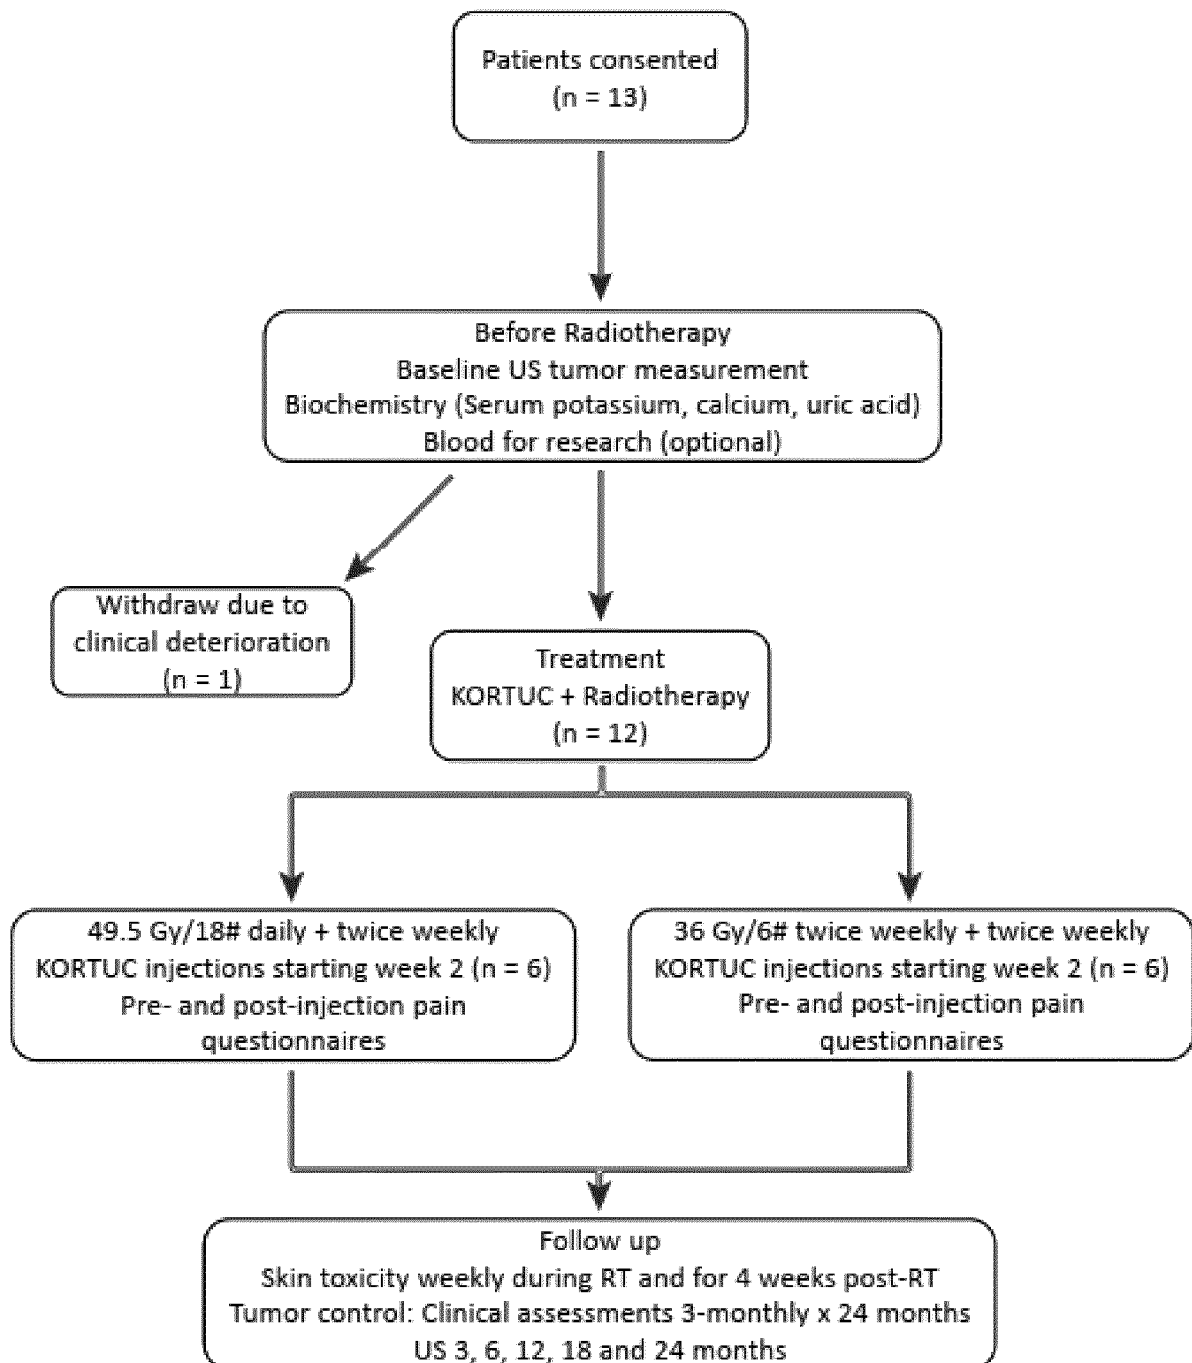 Patients consented
(n = 13)
Before Radiotherapy
Baseline US tumor measurement
Biochemistry (Serum potassium, calcium, uric acid)
Blood for research (optional)
Withdraw due to
clinical deterioration
(n = 1)
Treatment
KORTUC + Radiotherapy
(n = 12)
49.5 Gy/18# daily + twice weekly
KORTUC injections starting week 2 (n = 6)
Pre- and post-injection pain
questionnaires
36 Gy/6# twice weekly + twice weekly
KORTUC injections starting week 2 (n = 6)
Pre- and post-injection pain
questionnaires
Follow up
Skin toxicity weekly during RT and for 4 weeks post-RT
Tumor control: Clinical assessments 3-monthly x 24 months
US 3, 6, 12, 18 and 24 months